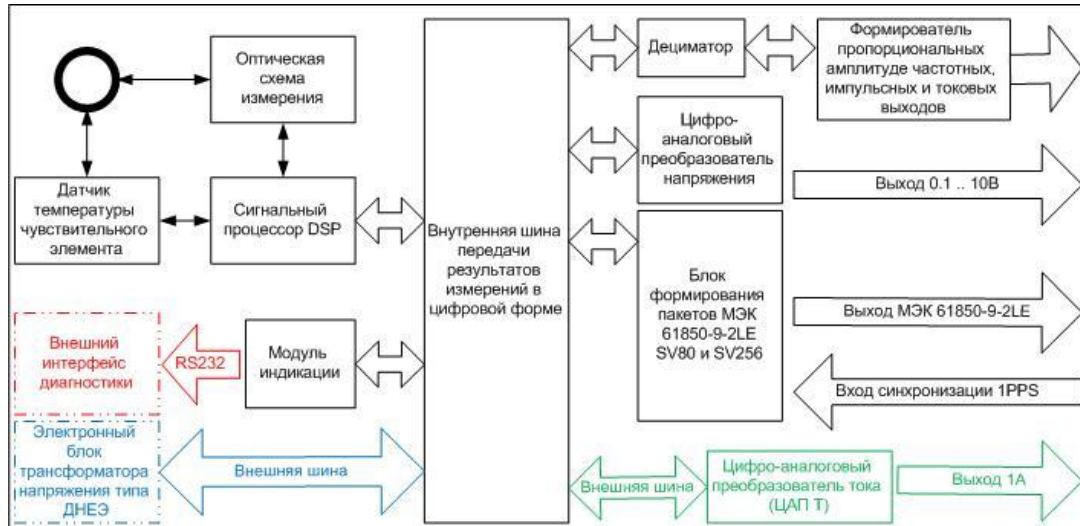 Оптическая
схема
измерения
Датчик
температуры
чувствительного
элемента
Сигнальный
процессор DSP
Внешний
интерфейс
диагностики
RS232
Модуль
индикации
Электронный
блок
трансформатора
напряжения типа
ДНЕЭ
Внешняя шина
Внутренняя шина
передачи
результатов
измерений в
цифровой форме
Дециматор
Формирователь
пропорциональных
амплитуде частотных,
импульсных и токовых
выходов
Цифро-
аналоговый
преобразователь
напряжения
Выход 0.1 .. 10В
Блок
формирования
пакетов МЭК
61850-9-2LE
SV80 и SV256
Выход МЭК 61850-9-2LE
Вход синхронизации 1PPS
Внешняя шина
Цифро-аналоговый
преобразователь тока
(ЦАП Т)
Выход 1А